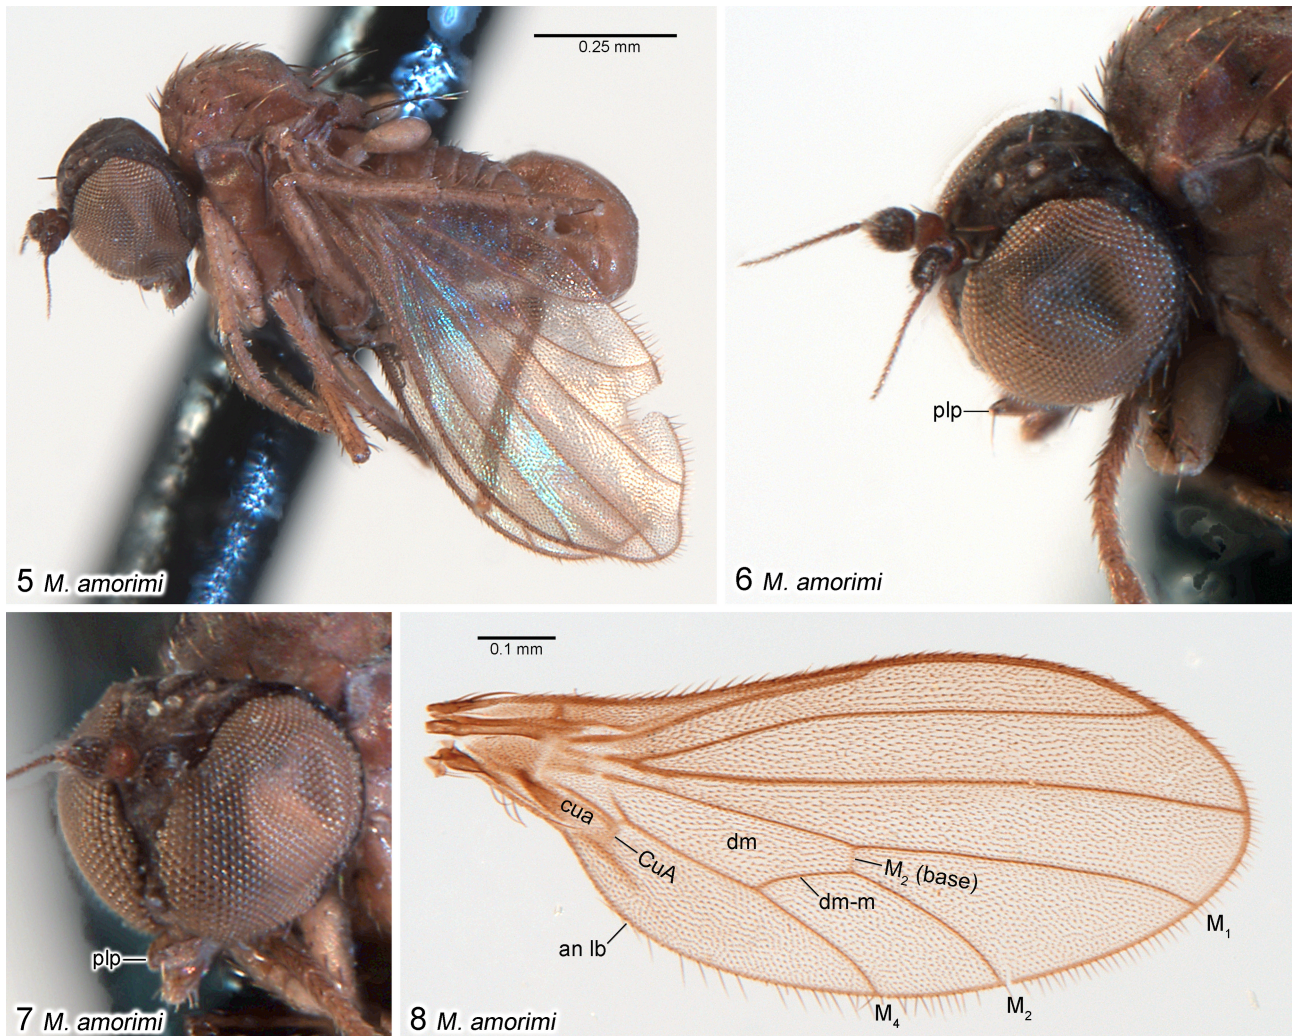 0.25 mm
5 M. amorimi
plp
6 M. amorimi
plp
7 M. amorimi
0.1 mm
cua
CuA
dm
M2 (base)
dm-m
an lb
M1
M2
M4
8 M. amorimi